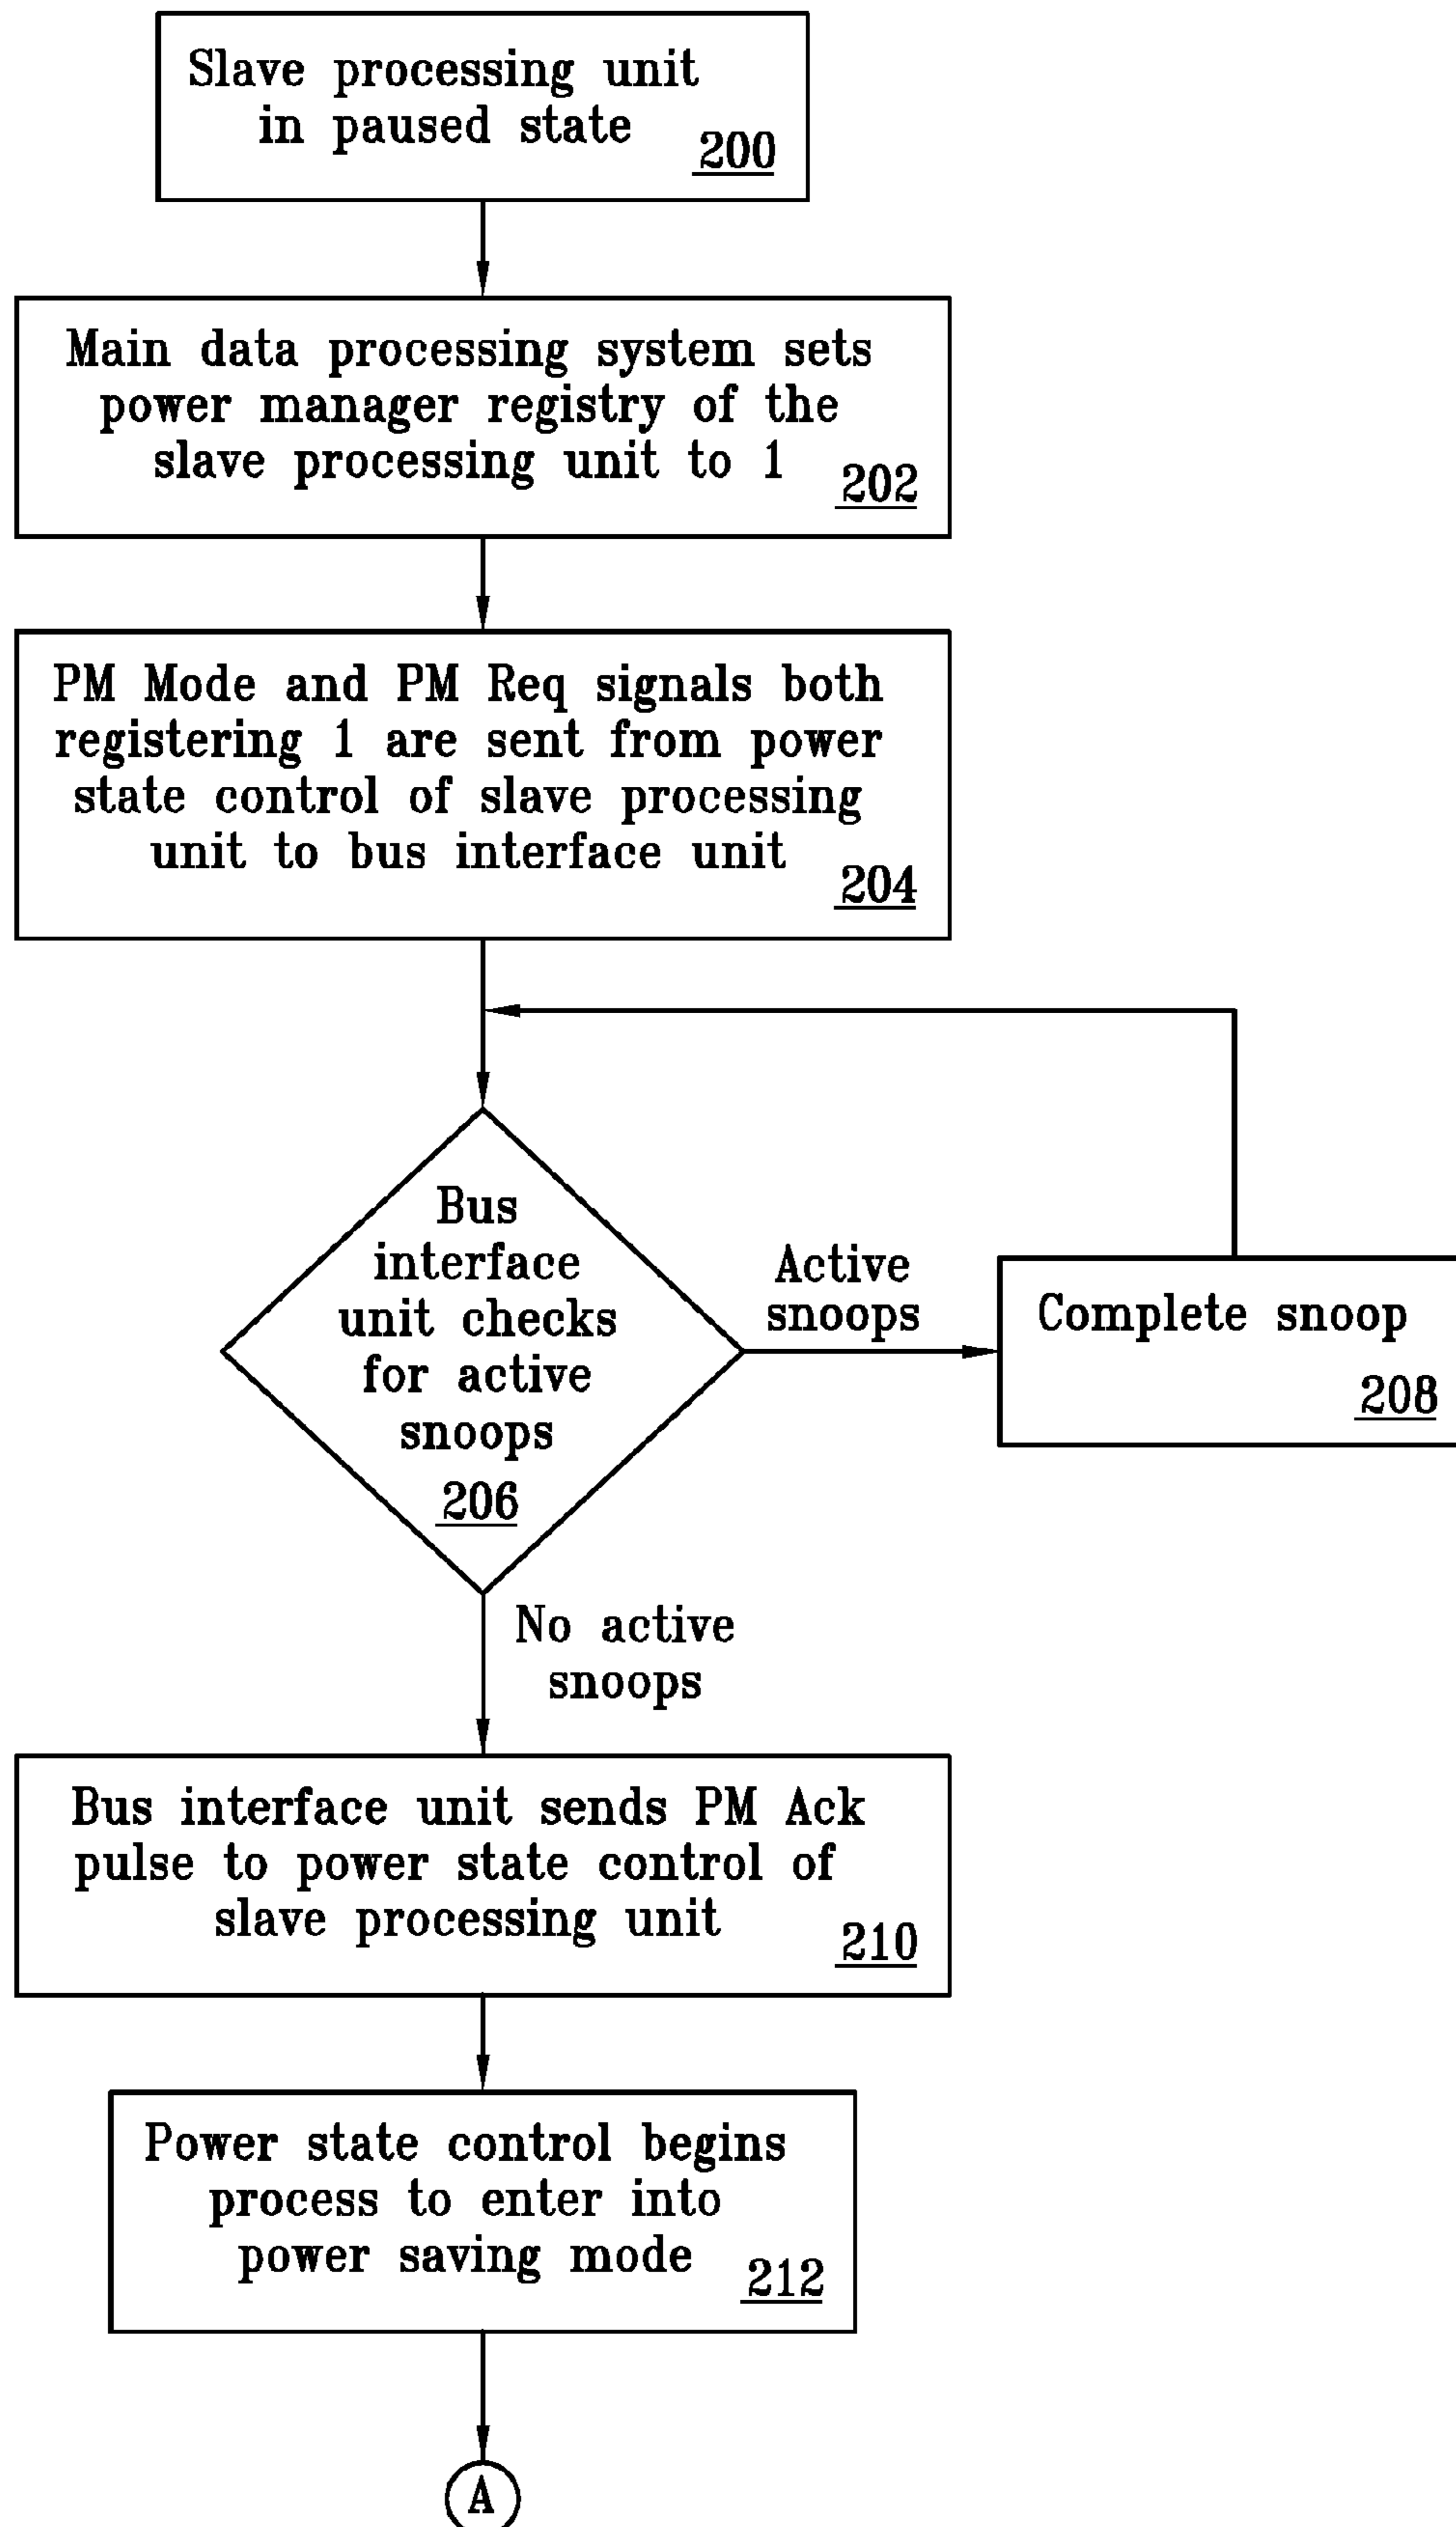 Slave processing unit
in paused state
200
Main data processing system sets
power manager registry of the
slave processing unit to 1
202
PM Mode and PM Req signals both
registering 1 are sent from power
state control of slave processing
unit to bus interface unit
204
Bus
interface
unit checks
for active
snoops
206
Active
snoops
Complete snoop
208
No active
snoops
Bus interface unit sends PM Ack
pulse to power state control of
slave processing unit
210
Power state control begins
process to enter into
power saving mode
212
A